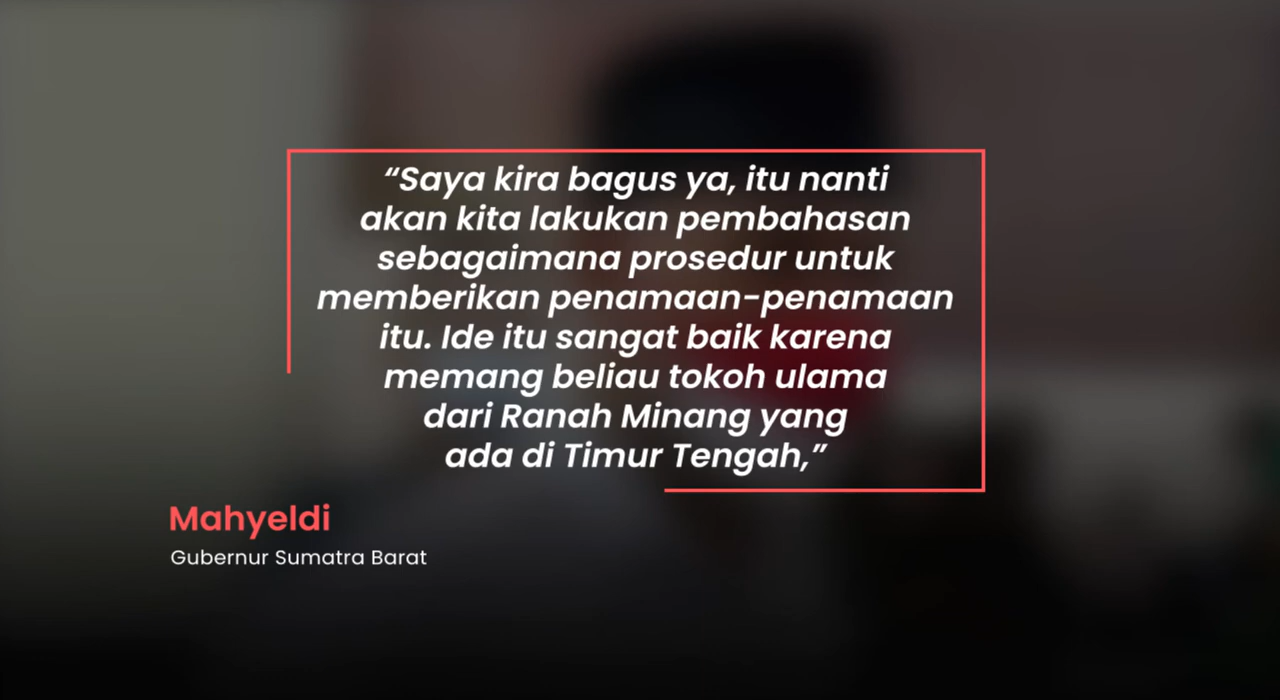 “Saya kira bagus ya, itu nanti
akan kita lakukan pembahasan
sebagaimana prosedur untuk
memberikan penamaan-penamaan
itu. Ide itu sangat baik karena
memang beliau tokoh ulama
dari Ranah Minang yang
ada di Timur Tengah,”
Mahyeldi
Gubernur Sumatra Barat